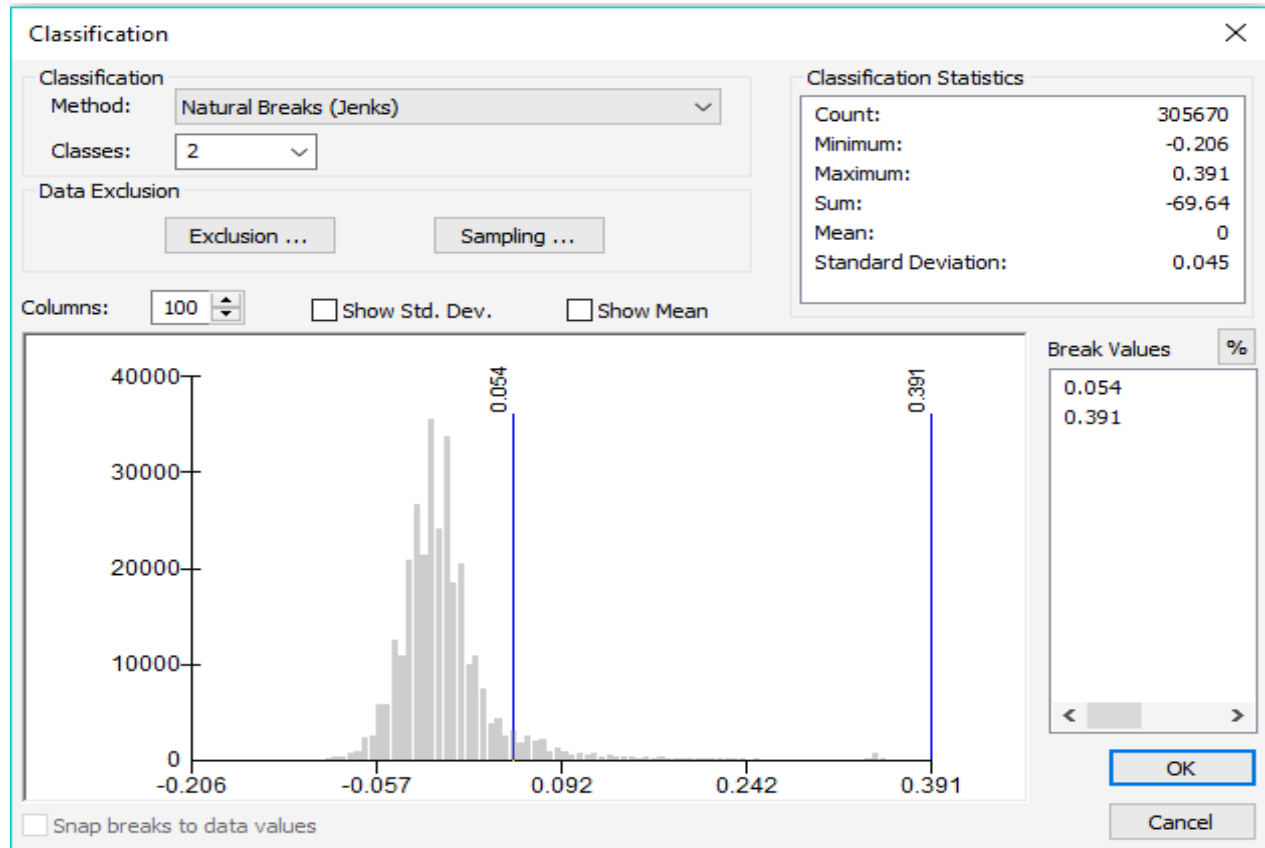 Classification
Classification
Method: Natural Breaks (Jenks)
Classes: 2
Data Exclusion
Exclusion ...
Sampling ...
Classification Statistics
Count: 305670
Minimum: -0.206
Maximum: 0.391
Sum: -69.64
Mean: 0
Standard Deviation: 0.045
Columns: 100 Show Std. Dev. Show Mean
40000
30000
20000
10000
0
0.054
0.391
-0.206 -0.057 0.092 0.242 0.391
Break Values %
0.054
0.391
OK
Cancel
Snap breaks to data values